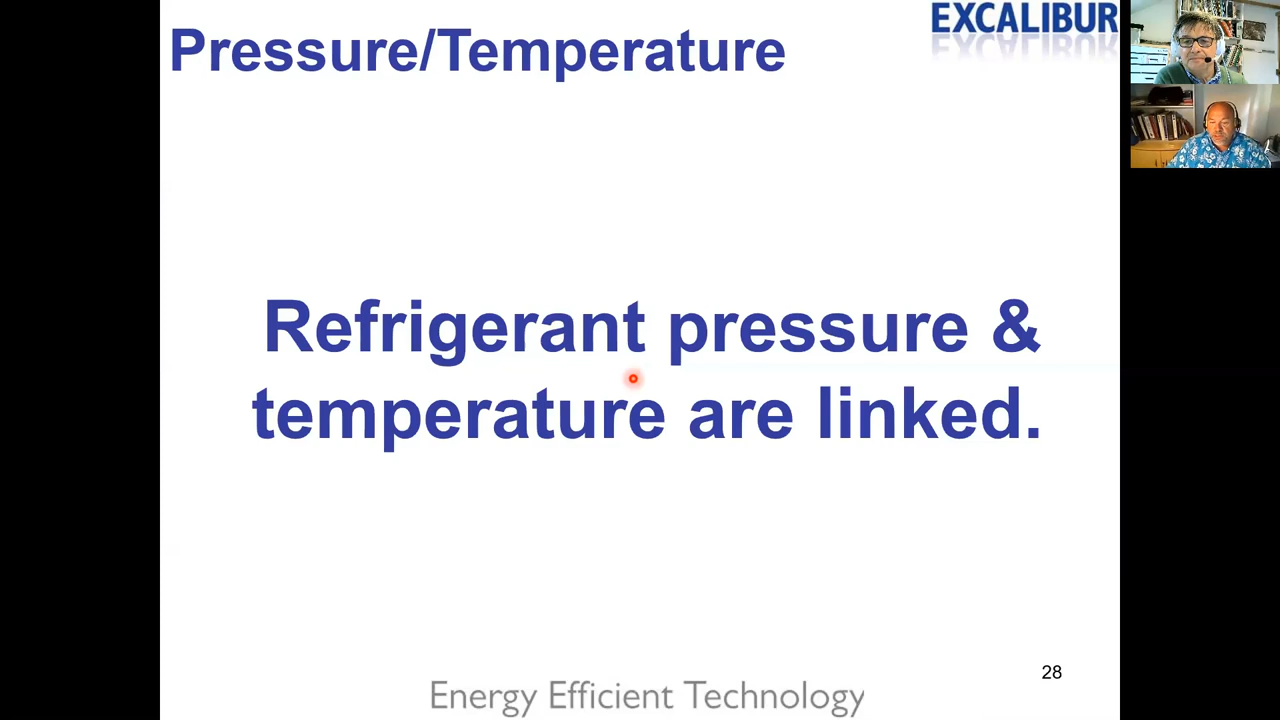 Pressure/Temperature
EXCALIBUR
Refrigerant pressure &
temperature are linked.
28
Energy Efficient Technology